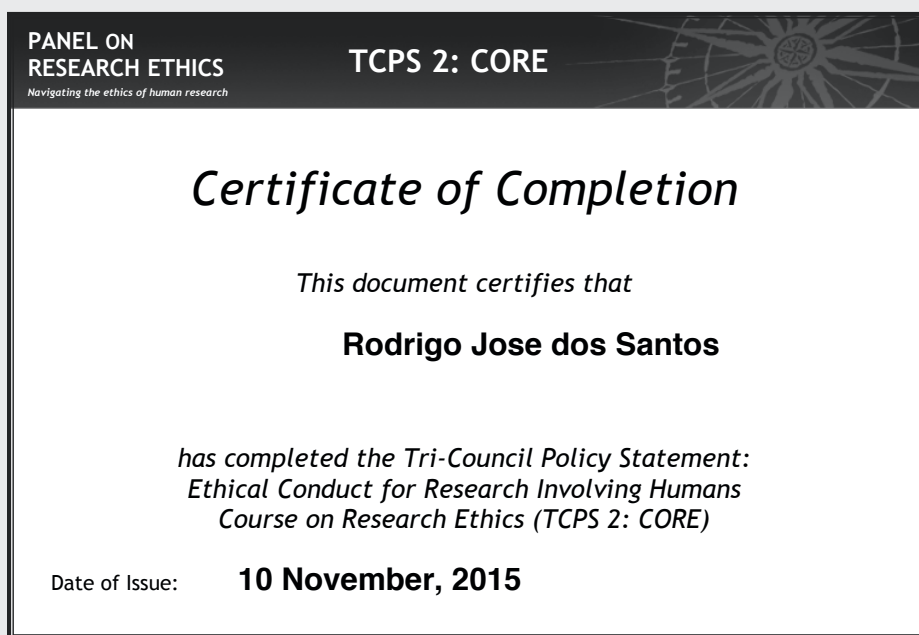 PANEL ON
RESEARCH ETHICS
Navigating the ethics of human research
TCPS 2: CORE
Certificate of Completion
This document certifies that
Rodrigo Jose dos Santos
has completed the Tri-Council Policy Statement:
Ethical Conduct for Research Involving Humans
Course on Research Ethics (TCPS 2: CORE)
Date of Issue: 10 November, 2015